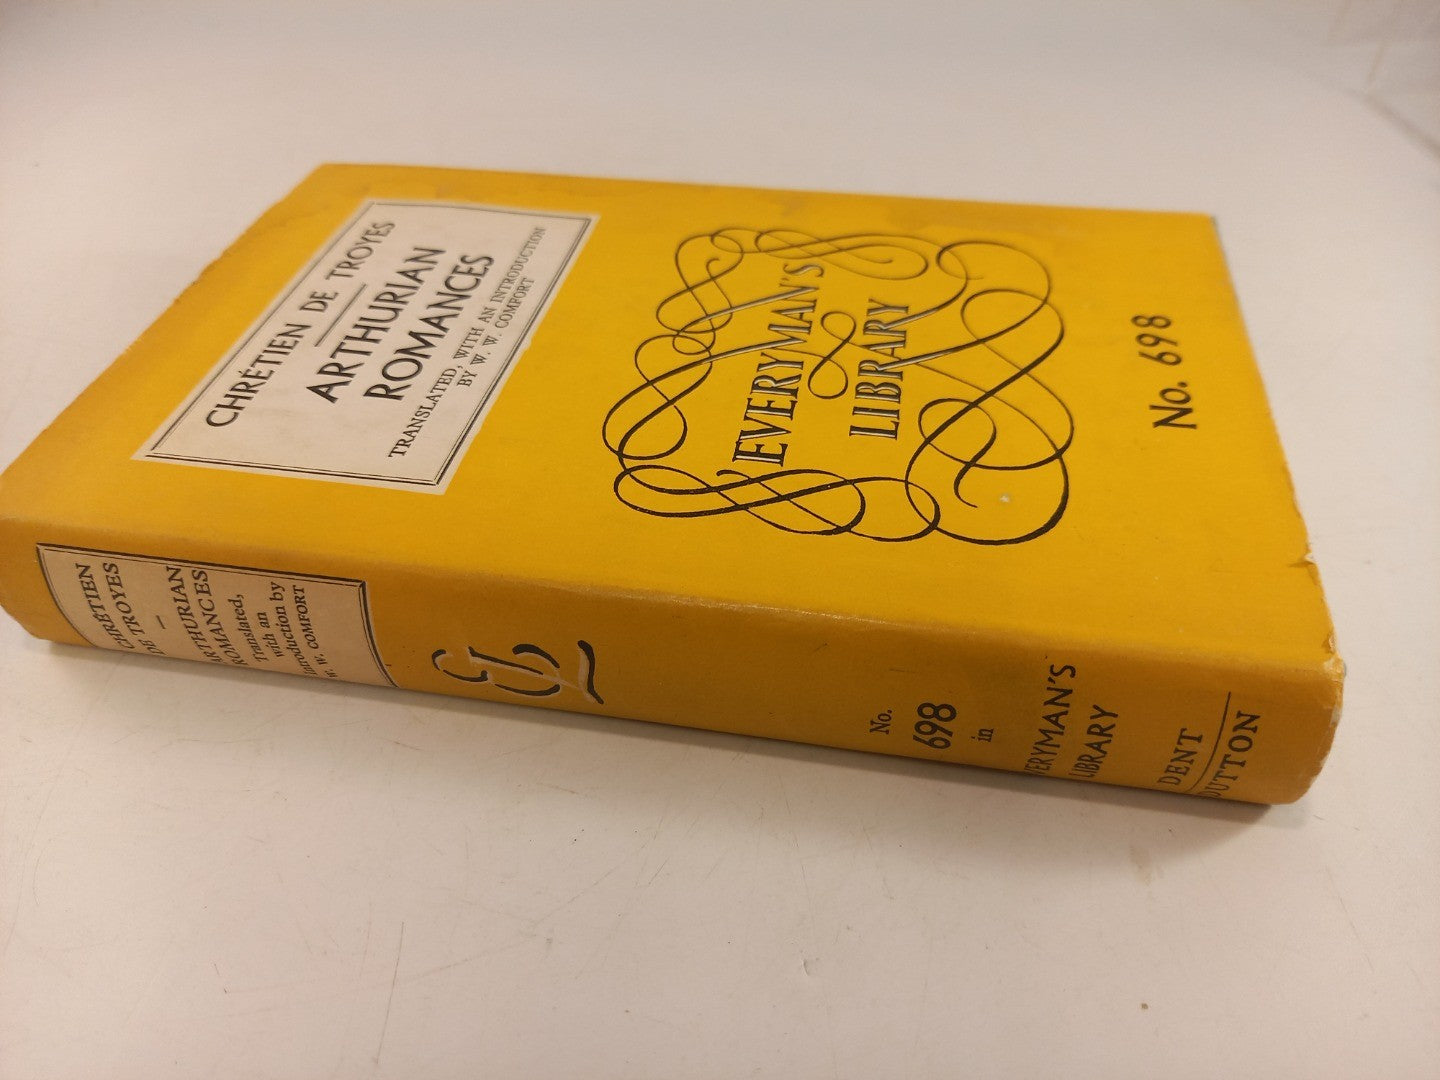 CHRÉTIEN DE TROYES
ARTHURIAN
ROMANCES
TRANSLATED, WITH AN INTRODUCTION
BY W. W. COMFORT
EVERYMAN'S
LIBRARY
No. 698
CHRÉTIEN
DE TROYES
ARTHURIAN
ROMANCES
Translated,
with an
Introduction by
W. W. COMFORT
EL
No.
698
in
EVERYMAN'S
LIBRARY
DENT
DUTTON